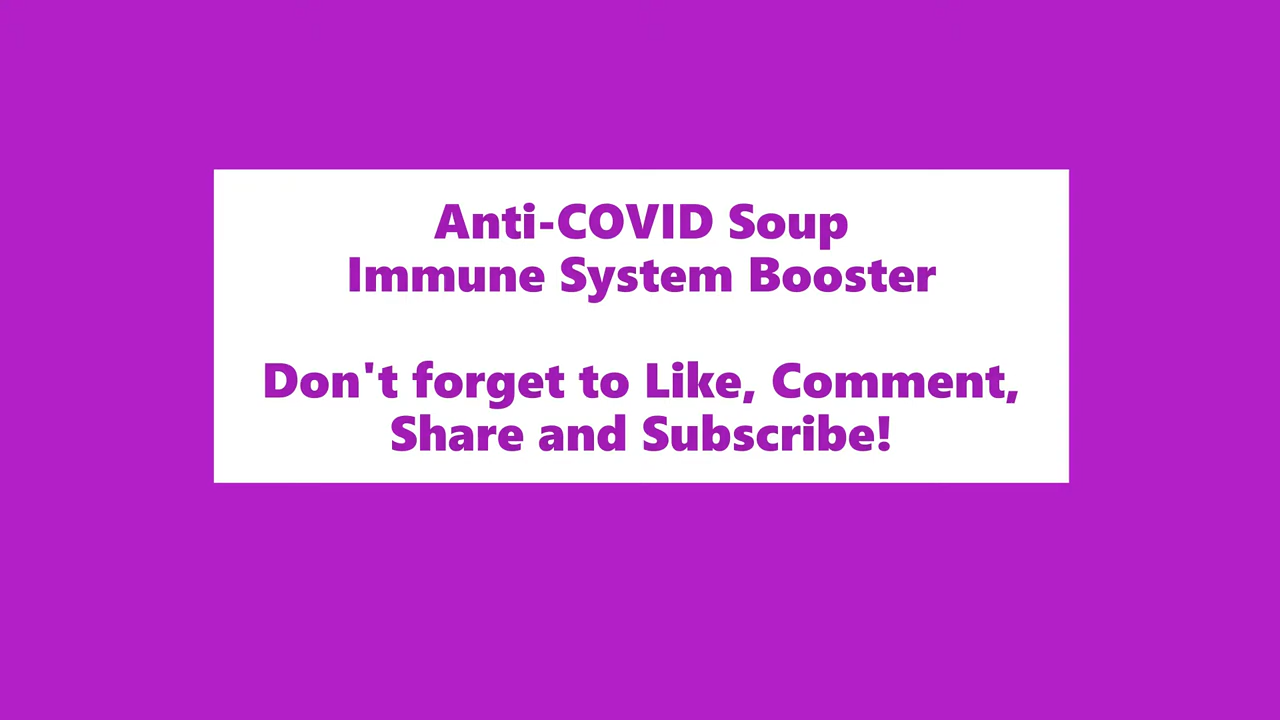 Anti-COVID Soup
Immune System Booster
Don't forget to Like, Comment,
Share and Subscribe!